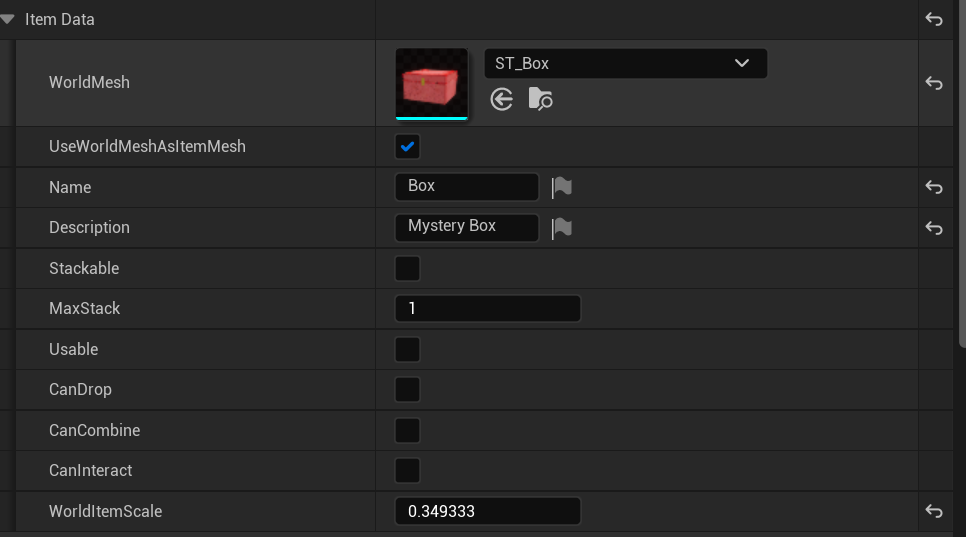 Item Data
WorldMesh
ST_Box
UseWorldMeshAsItemMesh
Name
Box
Description
Mystery Box
Stackable
MaxStack
1
Usable
CanDrop
CanCombine
CanInteract
WorldItemScale
0.349333